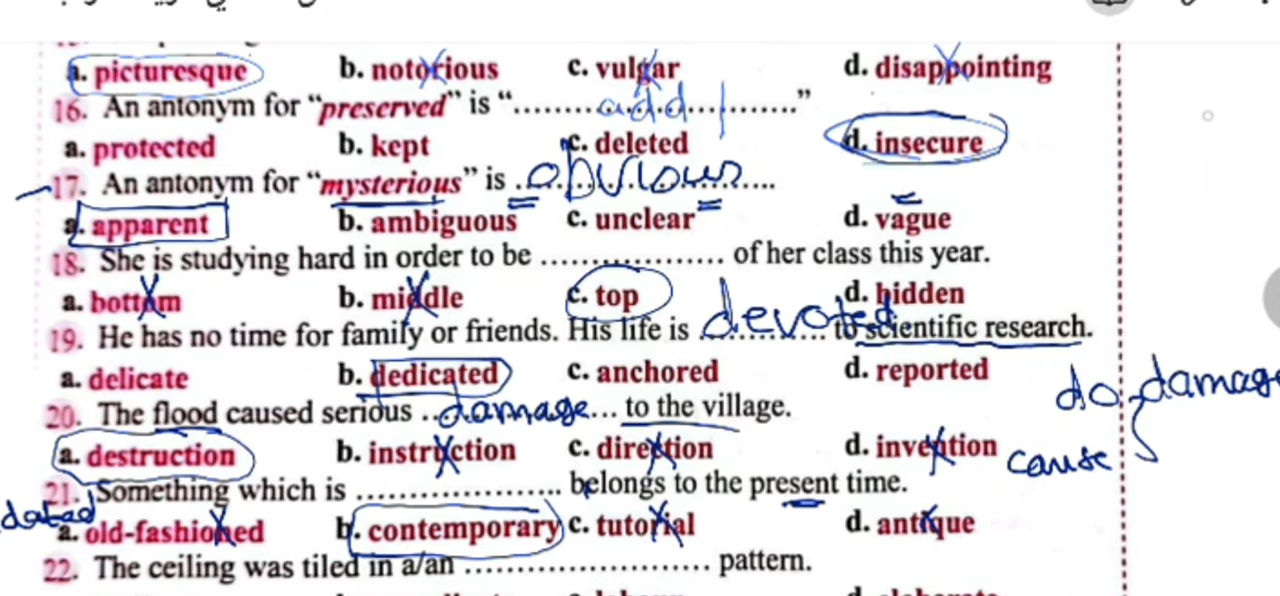 a. picturesque b. notorious c. vulgar d. disappointing
16. An antonym for "preserved" is "........add..........."
a. protected b. kept c. deleted d. insecure
17. An antonym for "mysterious" is ..obvious.....
a. apparent b. ambiguous c. unclear d. vague
18. She is studying hard in order to be .................. of her class this year.
a. bottom b. middle c. top d. hidden
19. He has no time for family or friends. His life is devoted to scientific research.
a. delicate b. dedicated c. anchored d. reported
do damage
20. The flood caused serious ..damage... to the village.
a. destruction b. instruction c. direction d. invention
cause
21. Something which is ..................... belongs to the present time.
dated
a. old-fashioned b. contemporary c. tutorial d. antique
22. The ceiling was tiled in a/an ......................... pattern.